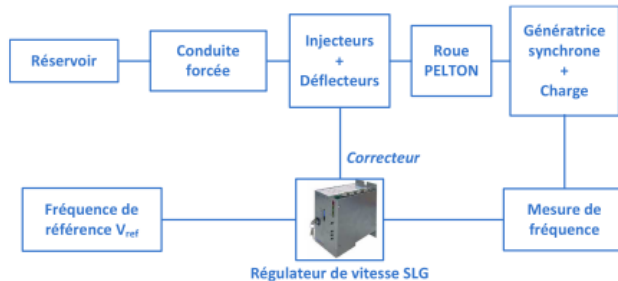 Réservoir
Conduite
forcée
Injecteurs
+
Déflecteurs
Roue
PELTON
Génératrice
synchrone
+
Charge
Correcteur
Fréquence de
référence Vref
Mesure de
fréquence
Régulateur de vitesse SLG